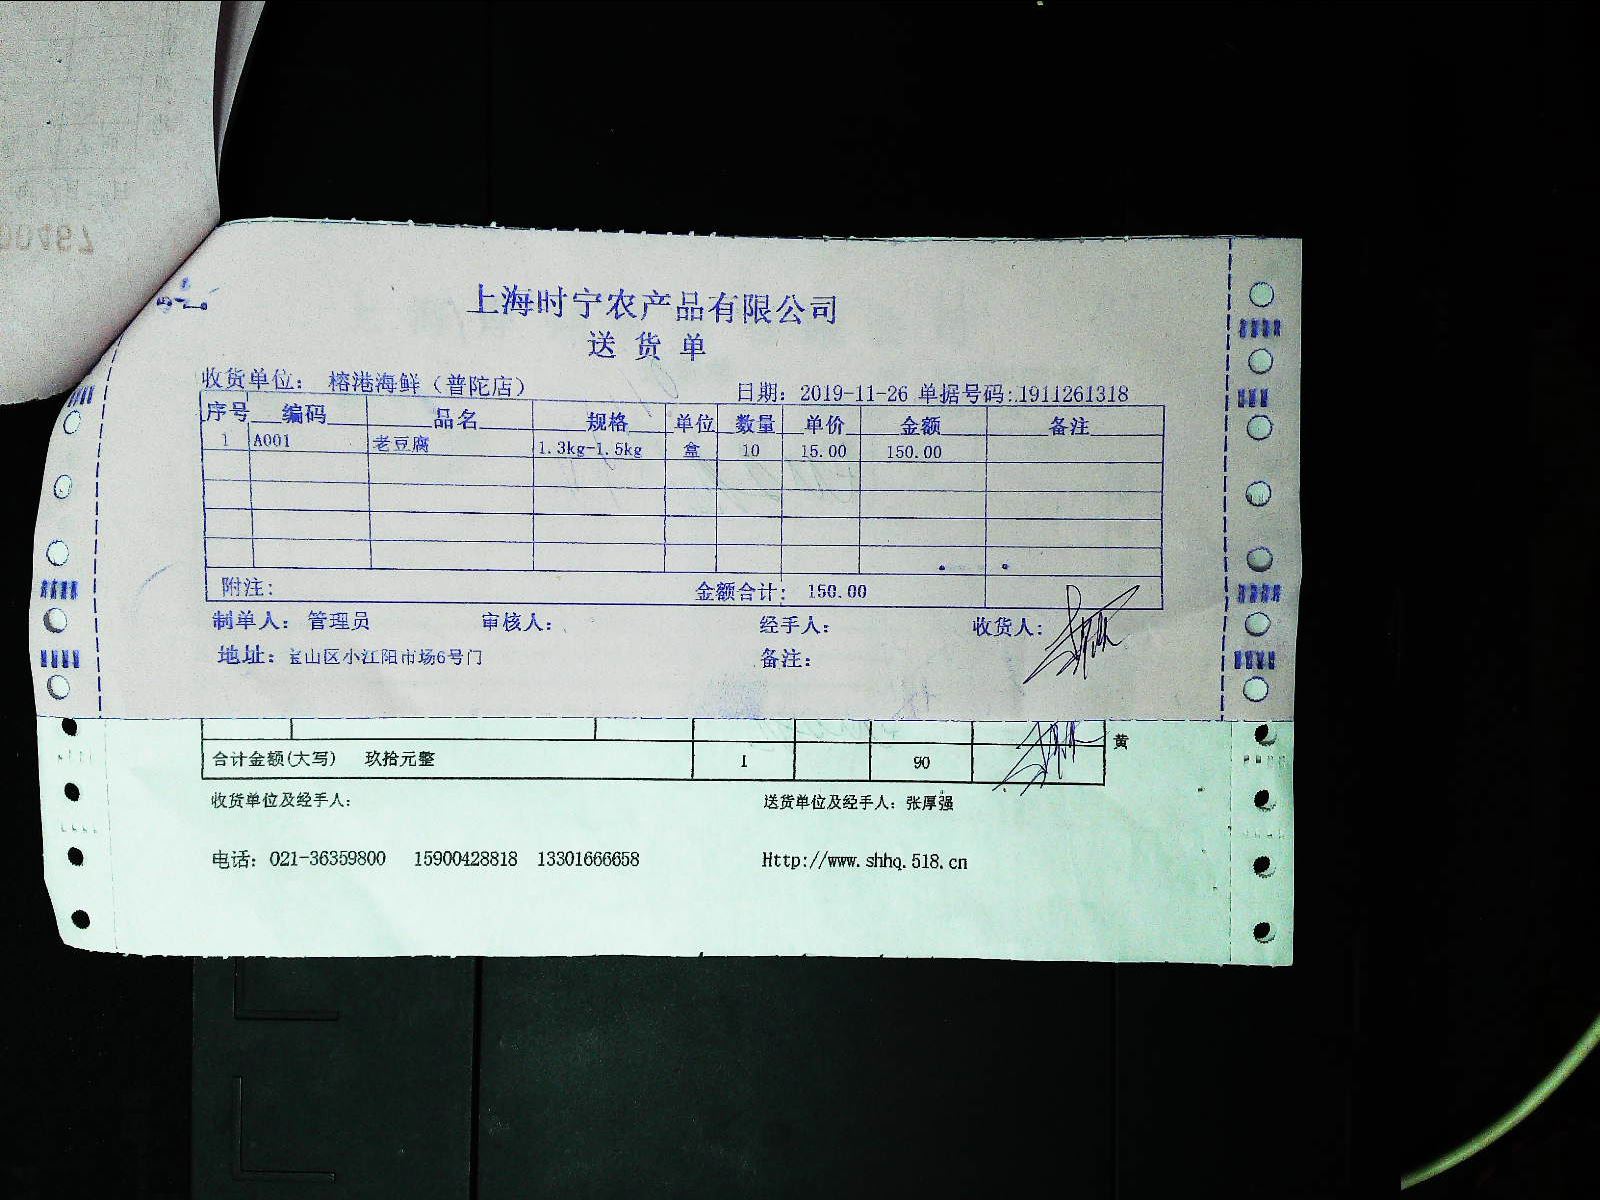 上海时宁农产品有限公司
送货单
收货单位： 榕港海鲜（普陀店） 日期： 2019-11-26 单据号码:.1911261318
序号 编码 品名 规格 单位 数量 单价 金额 备注
1 A001 老豆腐 1.3kg-1.5kg 盒 10 15.00 150.00
附注： 金额合计： 150.00
制单人： 管理员 审核人： 经手人： 收货人：
地址： 宝山区小江阳市场6号门 备注：
黄
合计金额(大写) 玖拾元整 1 90
收货单位及经手人： 送货单位及经手人：张厚强
电话：021-36359800 15900428818 13301666658 Http://www.shhq.518.cn